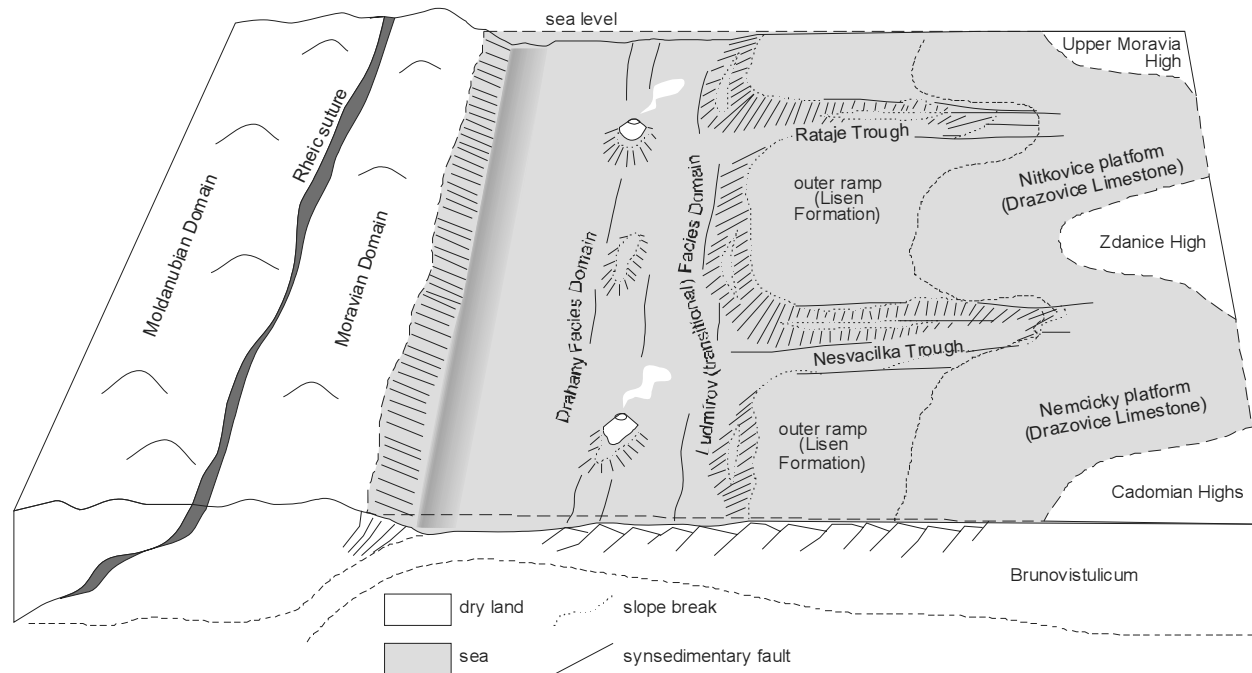 sea level
Upper Moravia
High
Rheic suture
Rataje Trough
Moldanubian Domain
Moravian Domain
Drahany Facies Domain
Ludmirov (transitional) Facies Domain
outer ramp
(Lisen
Formation)
Nitkovice platform
(Drazovice Limestone)
Zdanice High
Nesvacilka Trough
outer ramp
(Lisen
Formation)
Nemcicky platform
(Drazovice Limestone)
Cadomian Highs
Brunovistulicum
dry land
slope break
sea
synsedimentary fault